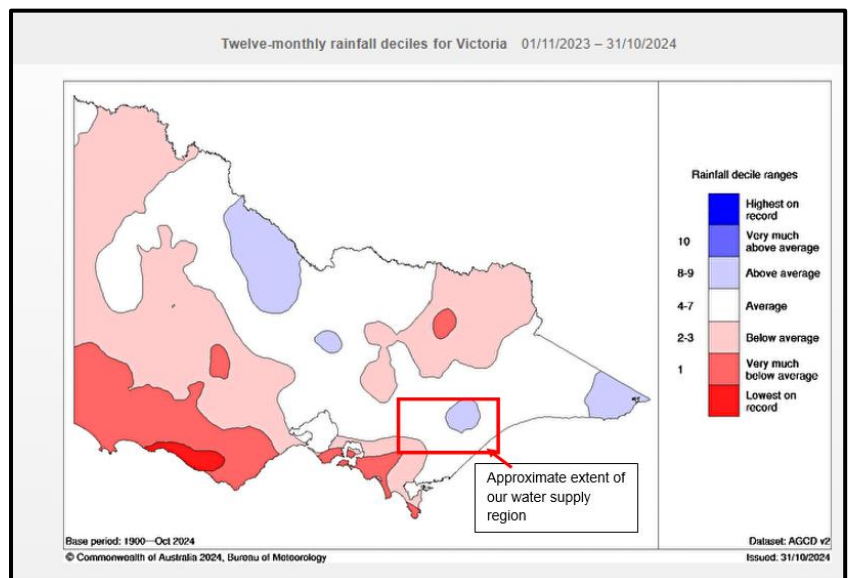 Twelve-monthly rainfall deciles for Victoria 01/11/2023 – 31/10/2024
Rainfall decile ranges
Highest on
record
10 Very much
above average
8-9 Above average
4-7 Average
2-3 Below average
1 Very much
below average
Lowest on
record
Approximate extent of
our water supply
region
Base period: 1900—Oct 2024
Dataset: AGCD v2
© Commonwealth of Australia 2024, Bureau of Meteorology
Issued: 31/10/2024